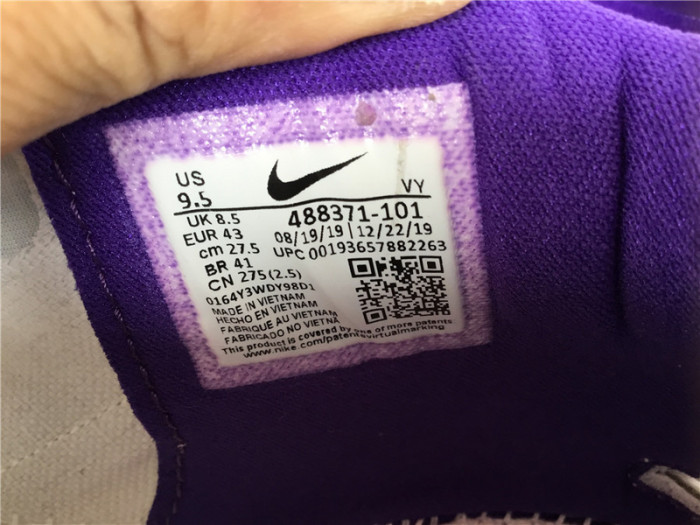 US
9.5
VY
UK 8.5
488371-101
EUR 43
08/19/19 | 12/22/19
cm 27.5
UPC 00193657882263
BR 41
CN 275(2.5)
0164Y3WDY98D1
MADE IN VIETNAM
HECHO EN VIETNAM
FABRIQUE AU VIETNAM
FABRICADO NO VIETNA
This product is covered by one or more patents
www.nike.com/patentsvirtualmarking